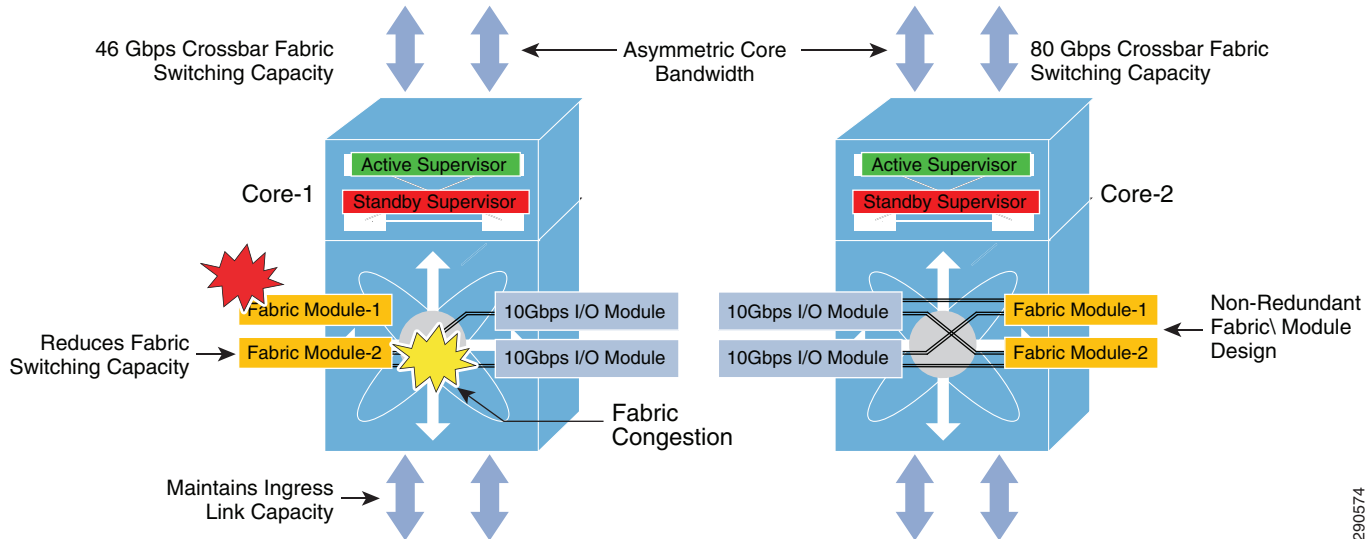 46 Gbps Crossbar Fabric
Switching Capacity
Asymmetric Core
Bandwidth
80 Gbps Crossbar Fabric
Switching Capacity
Active Supervisor
Standby Supervisor
Core-1
Active Supervisor
Standby Supervisor
Core-2
Fabric Module-1
Fabric Module-2
10Gbps I/O Module
10Gbps I/O Module
Reduces Fabric
Switching Capacity
10Gbps I/O Module
10Gbps I/O Module
Fabric Module-1
Fabric Module-2
Non-Redundant
Fabric\ Module
Design
Fabric
Congestion
Maintains Ingress
Link Capacity
290574